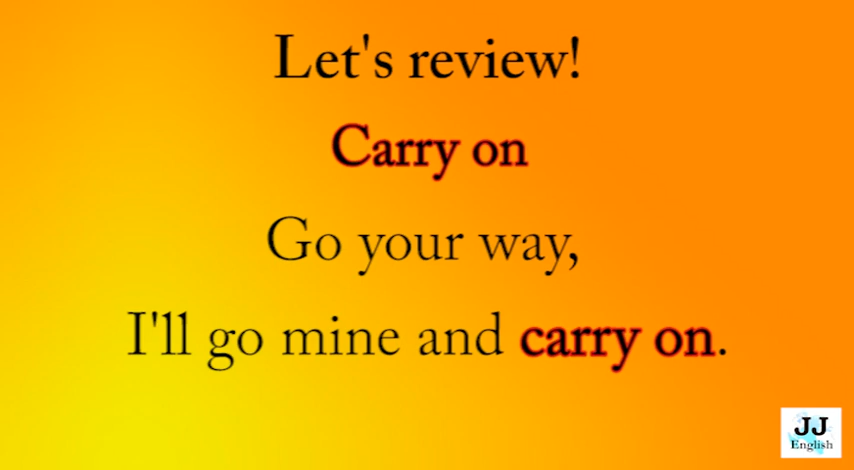 Let's review!
Carry on
Go your way,
I'll go mine and carry on.
JJ
English